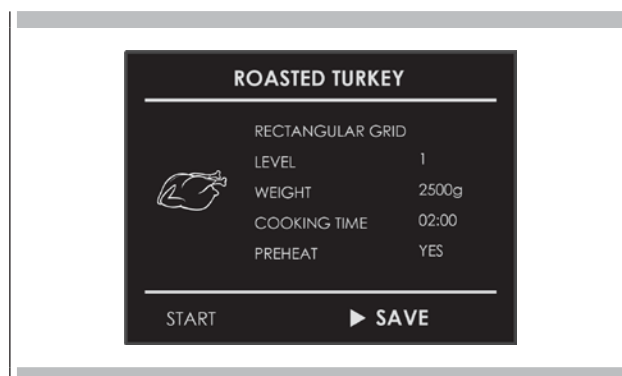 ROASTED TURKEY
RECTANGULAR GRID
LEVEL 1
WEIGHT 2500g
COOKING TIME 02:00
PREHEAT YES
START ▶ SAVE